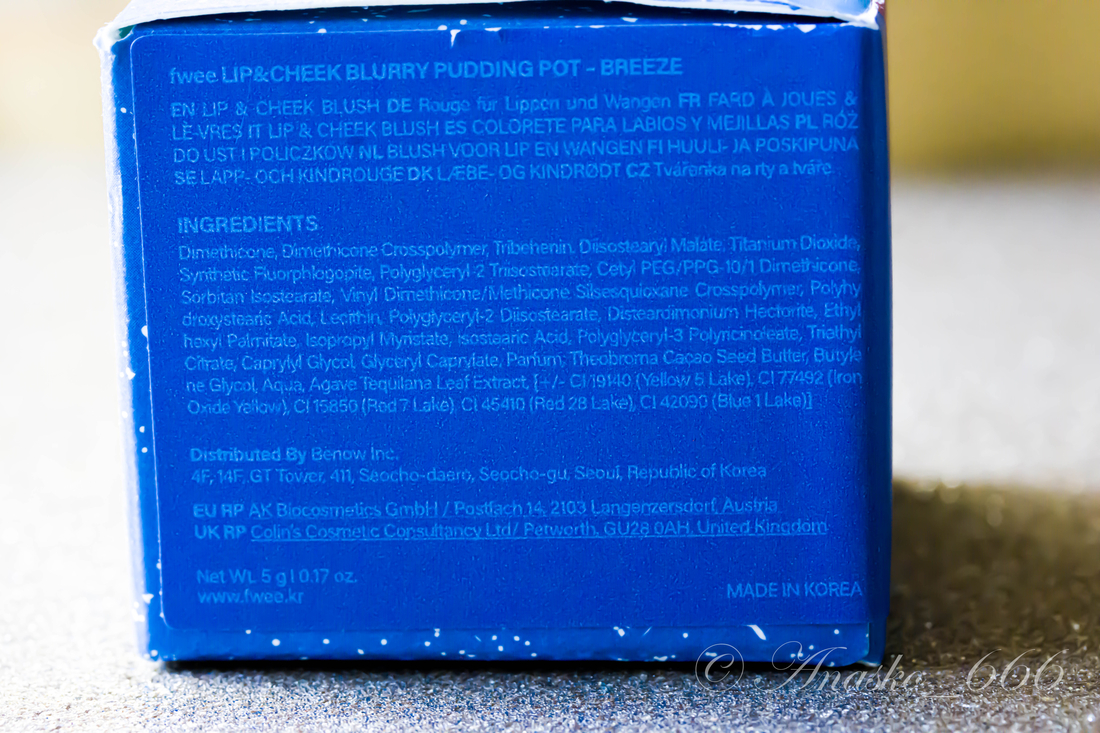 fwee LIP&CHEEK BLURRY PUDDING POT – BREEZE
EN LIP & CHEEK BLUSH DE Rouge für Lippen und Wangen FR FARD À JOUES &
LÈVRES IT LIP & CHEEK BLUSH ES COLORETE PARA LABIOS Y MEJILLAS PL RÓŻ
DO UST I POLICZKÓW NL BLUSH VOOR LIP EN WANGEN FI HUULI- JA POSKIPUNA
SE LÄPP- OCH KINDROUGE DK LÆBE- OG KINDRØDT CZ Tvářenka na rty a tváře
INGREDIENTS
Dimethicone, Dimethicone Crosspolymer, Tribehenin, Diisostearyl Malate, Titanium Dioxide,
Synthetic Fluorphlogopite, Polyglyceryl-2 Triisostearate, Cetyl PEG/PPG-10/1 Dimethicone,
Sorbitan Isostearate, Vinyl Dimethicone/Methicone Silsesquioxane Crosspolymer, Polyhy
droxystearic Acid, Lecithin, Polyglyceryl-2 Diisostearate, Disteardimonium Hectorite, Ethyl
hexyl Palmitate, Isopropyl Myristate, Isostearic Acid, Polyglyceryl-3 Polyricinoleate, Triethyl
Citrate, Caprylyl Glycol, Glyceryl Caprylate, Parfum, Theobroma Cacao Seed Butter, Butyle
ne Glycol, Aqua, Agave Tequilana Leaf Extract, [+/- CI 19140 (Yellow 5 Lake), CI 77492 (Iron
Oxide Yellow), CI 15850 (Red 7 Lake), CI 45410 (Red 28 Lake), CI 42090 (Blue 1 Lake)]
Distributed By Benow Inc.
4F, 14F, GT Tower, 411, Seocho-daero, Seocho-gu, Seoul, Republic of Korea
EU RP AK Biocosmetics GmbH / Postfach 14, 2103 Langenzersdorf, Austria
UK RP Colin's Cosmetic Consultancy Ltd/ Petworth, GU28 0AH, United Kingdom
Net Wt. 5 g | 0.17 oz.
www.fwee.kr
MADE IN KOREA
© Anaska_666